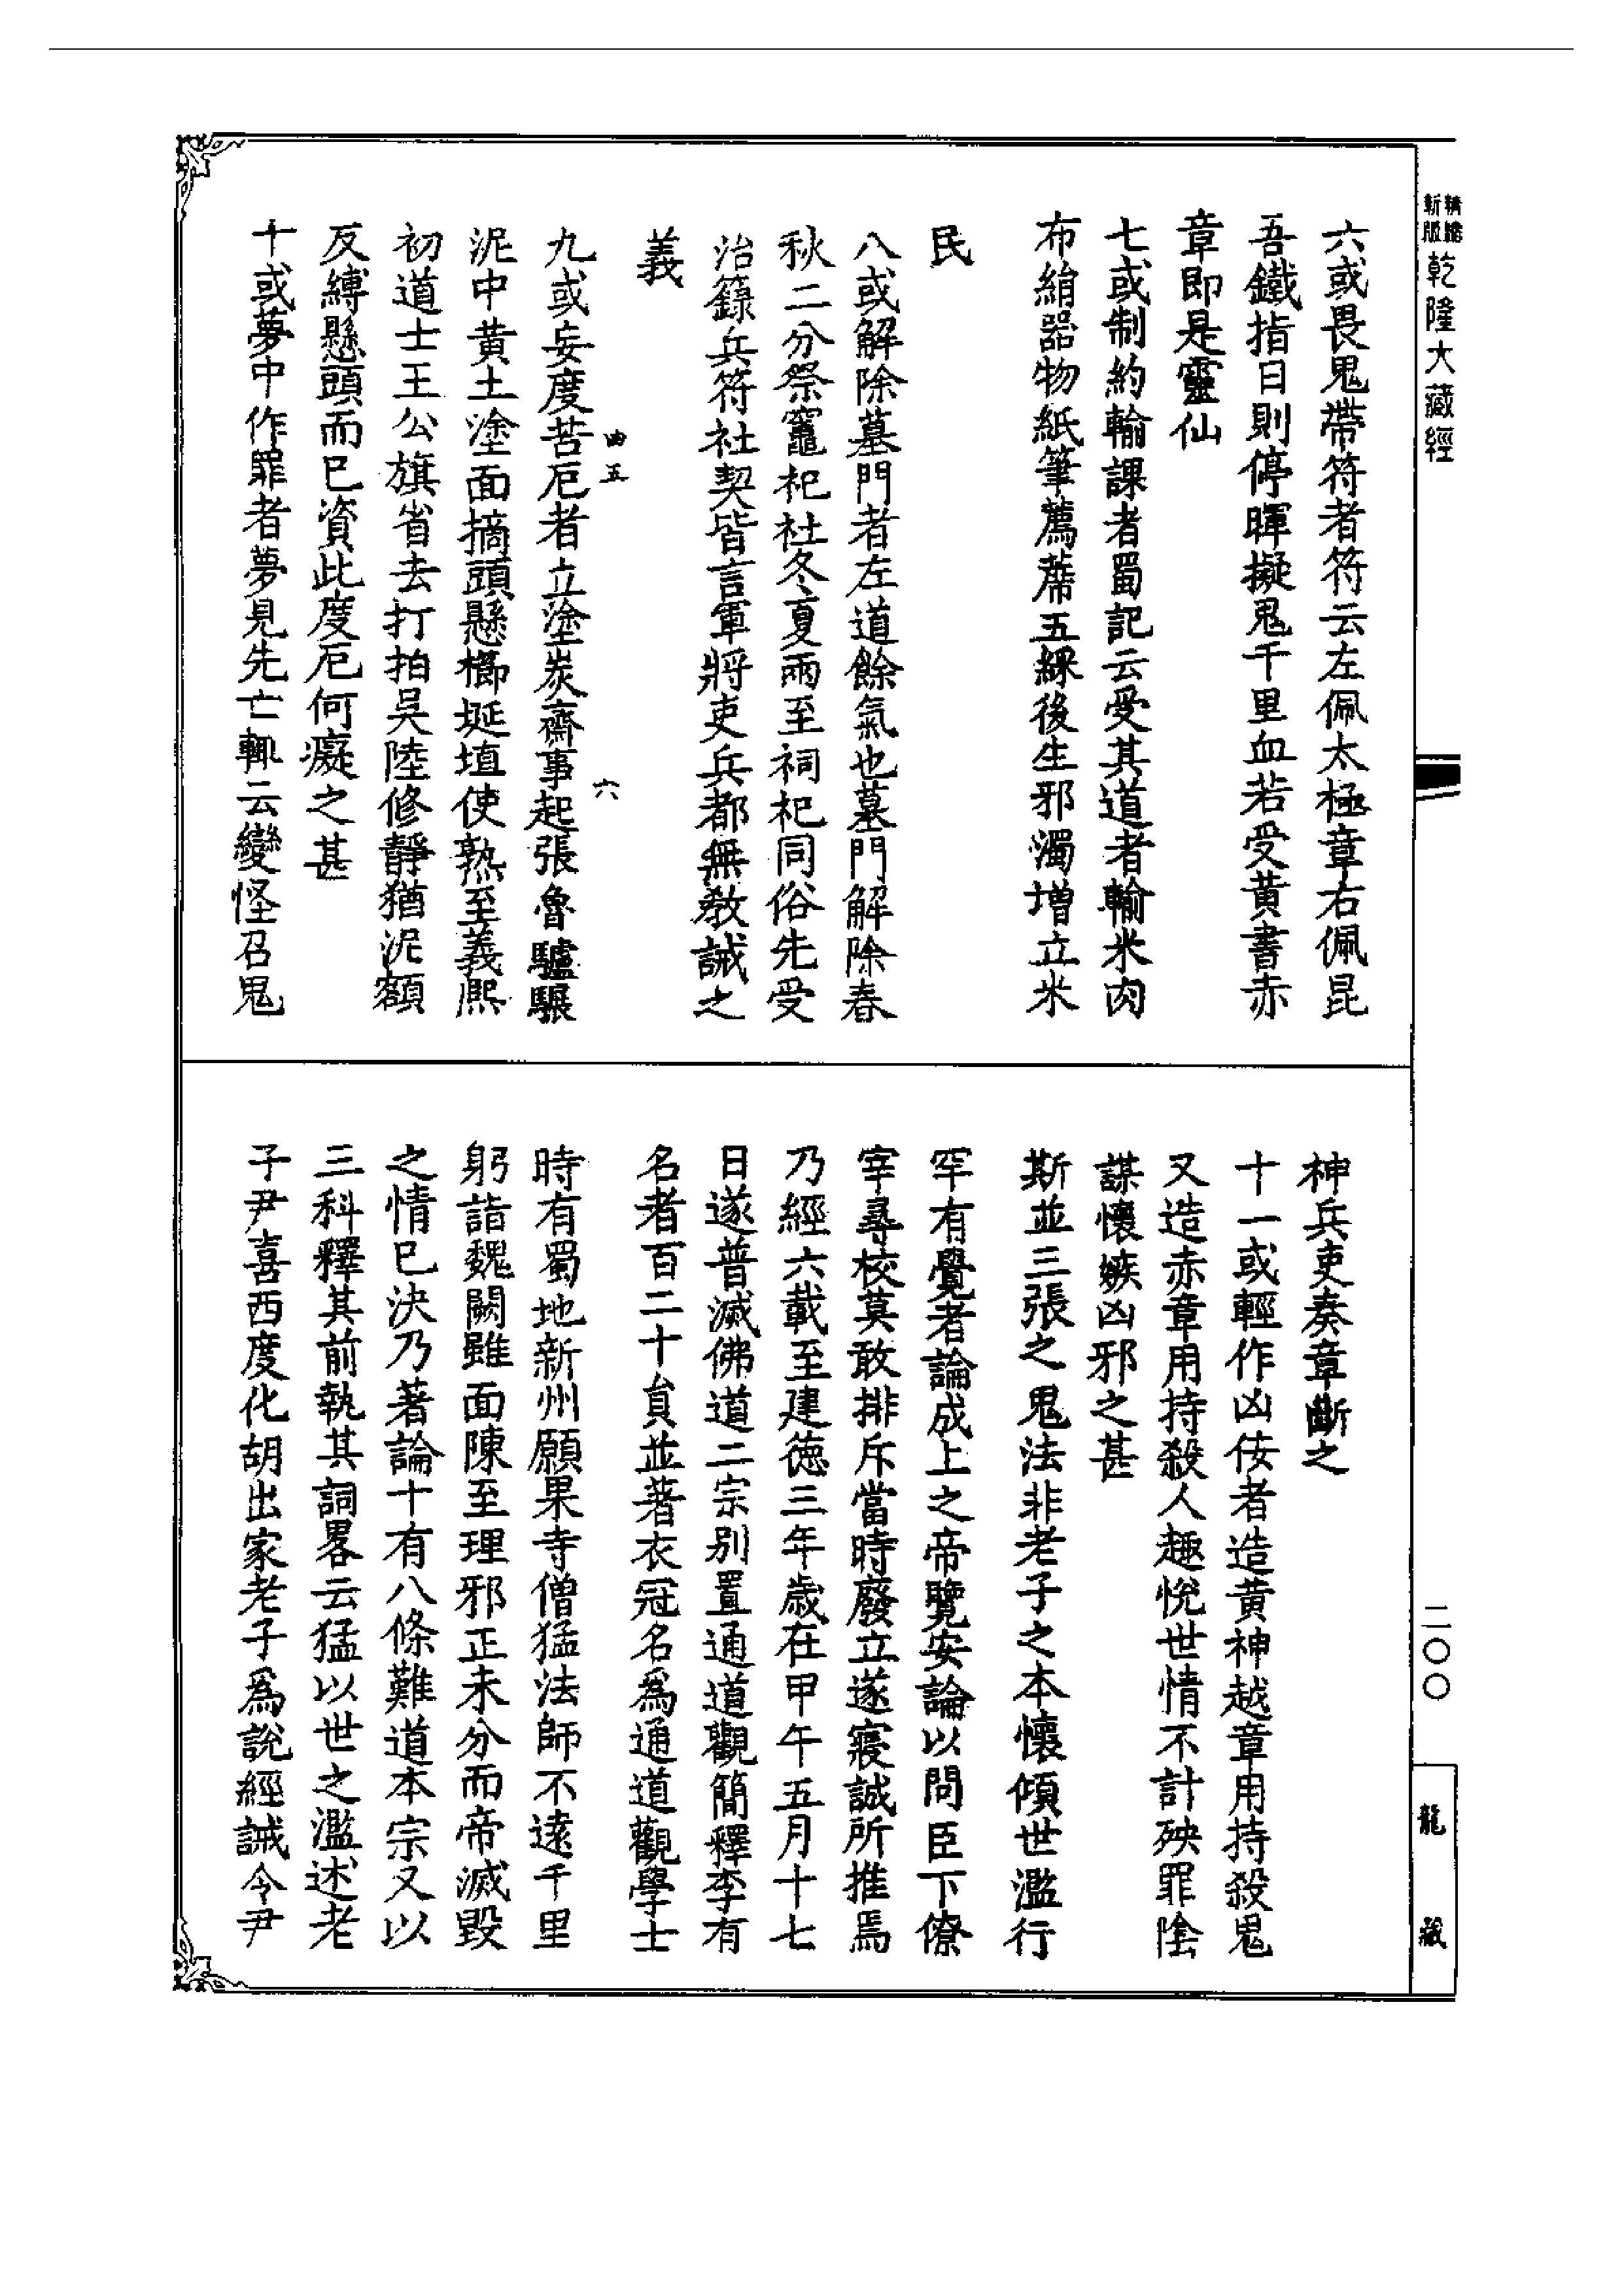 新版
精縮
乾隆大藏經
六或畏鬼帶符者符云左佩太極章右佩昆
吾鐵指日則停暉擬鬼千里血若受黃書赤
章即是靈仙
七或制約輸課者蜀記云受其道者輸米肉
布絹器物紙筆薦蓆五綵後生邪濁增立米
民
八或解除墓門者左道餘氣也墓門解除春
秋二分祭竈祀社冬夏兩至祠祀同俗先受
治籙兵符社契皆言軍將吏兵都無教誡之
義
曲五
六
九或妄度苦厄者立塗炭齋事起張魯驢騾
泥中黃土塗面摘頭懸櫛埏埴使熟至義熙
初道士王公旗省去打拍吳陸修靜猶泥額
反縛懸頭而已資此度厄何癡之甚
十或夢中作罪者夢見先亡輒云變怪召鬼
神兵吏奏章斷之
十一或輕作凶佞者造黃神越章用持殺鬼
又造赤章用持殺人趣悅世情不計殃罪陰
謀懷嫉凶邪之甚
斯並三張之鬼法非老子之本懷傾世濫行
罕有覺者論成上之帝覽安論以問臣下僚
宰尋校莫敢排斥當時廢立遂寢誠所推焉
乃經六載至建德三年歲在甲午五月十七
日遂普滅佛道二宗別置通道觀簡釋李有
名者百二十員並著衣冠名為通道觀學士
時有蜀地新州願果寺僧猛法師不遠千里
躬詣魏闕雖面陳至理邪正未分而帝滅毀
之情已決乃著論十有八條難道本宗又以
三科釋其前執其詞畧云猛以世之濫述老
子尹喜西度化胡出家老子為說經誡令尹
二〇〇
龍藏